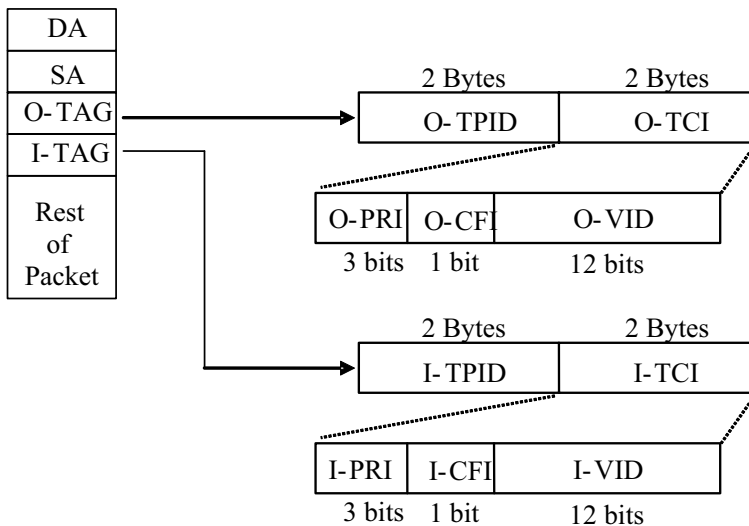 DA
SA
O-TAG
I-TAG
Rest
of
Packet
2 Bytes 2 Bytes
O-TPID O-TCI
O-PRI O-CFI O-VID
3 bits 1 bit 12 bits
2 Bytes 2 Bytes
I-TPID I-TCI
I-PRI I-CFI I-VID
3 bits 1 bit 12 bits